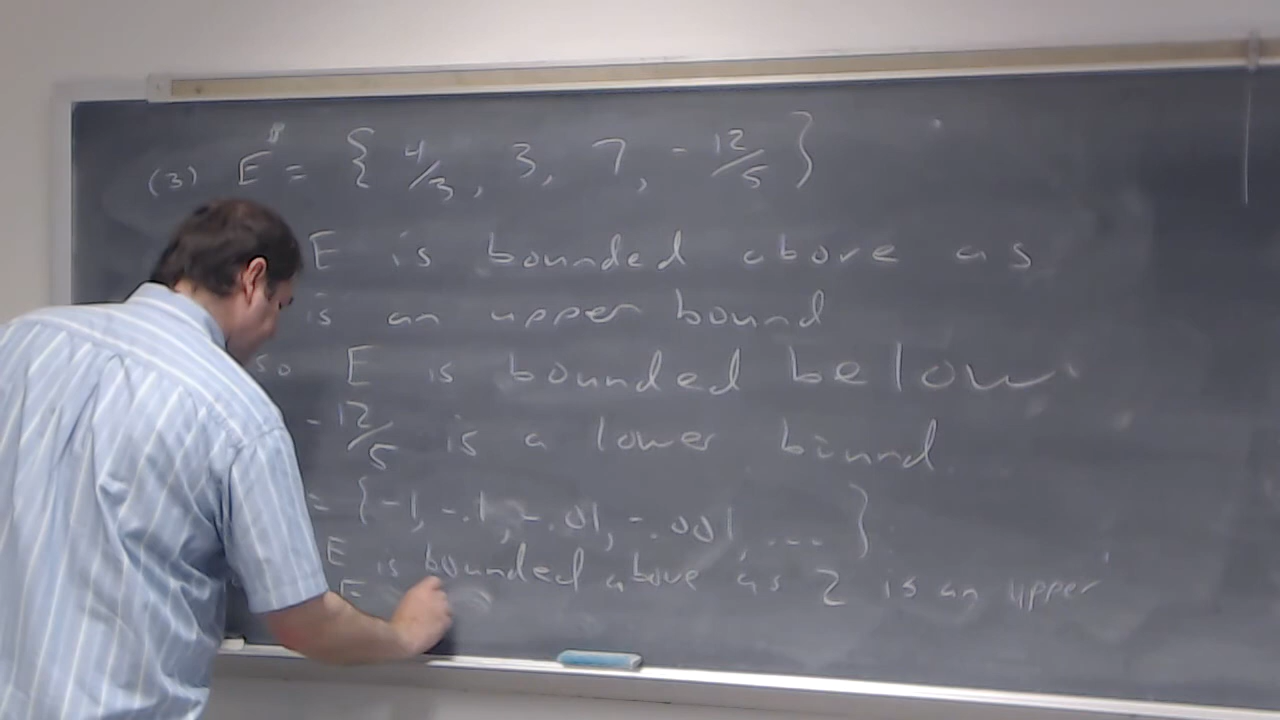 (3) E = { 4/3, 3, 7, - 12/5 }
E is bounded above as
is an upper bound
so E is bounded below
- 12/5 is a lower bound
= { -1, -.1, -.01, -.001, ... }
E is bounded above as 2 is an upper
E